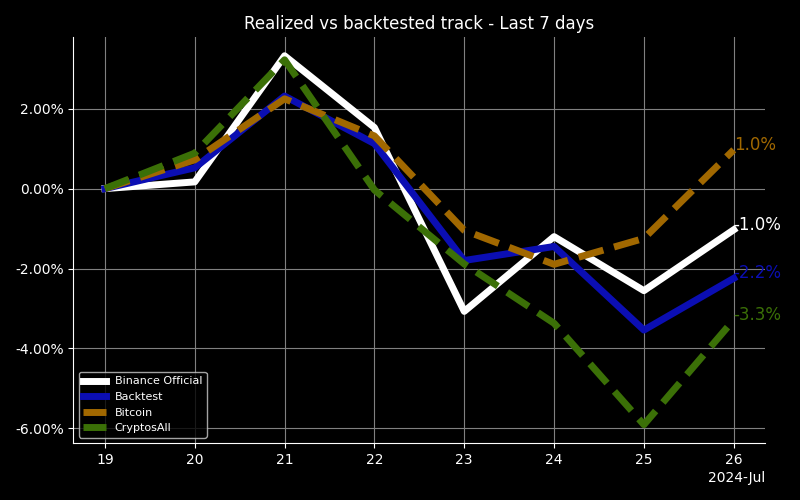 Realized vs backtested track - Last 7 days
2.00%
0.00%
-2.00%
-4.00%
-6.00%
1.0%
-1.0%
-2.2%
-3.3%
Binance Official
Backtest
Bitcoin
CryptosAll
19 20 21 22 23 24 25 26
2024-Jul